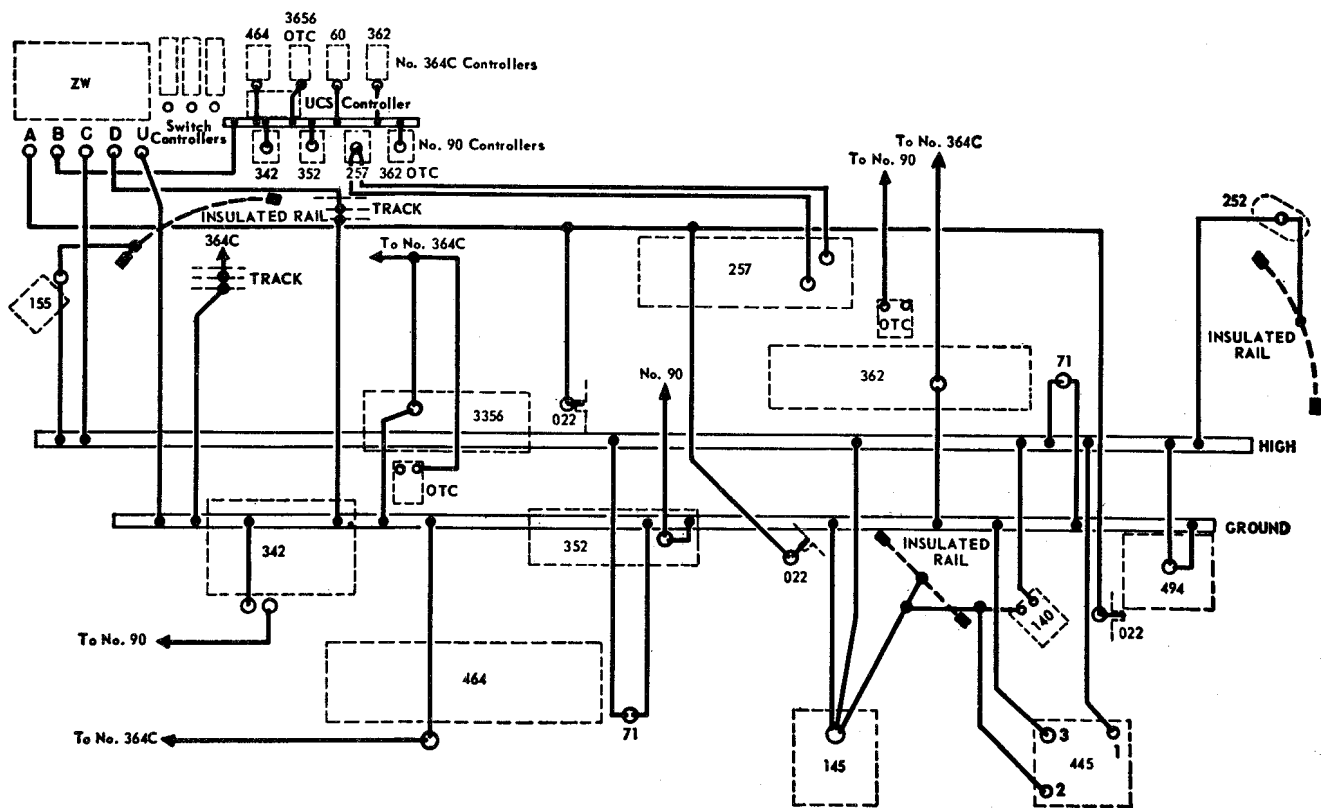 3656
464 OTC 60 362
No. 364C Controllers
ZW
UCS Controller
A B C D U
Switch
Controllers
No. 90 Controllers
342 352 257 362 OTC
To No. 364C
To No. 90
252
INSULATED RAIL
TRACK
364C
To No. 364C
TRACK
155
257
OTC
INSULATED
RAIL
362
71
No. 90
3356
022
HIGH
OTC
GROUND
342
352
INSULATED
RAIL
022
494
140
022
To No. 90
464
To No. 364C
71
145
3
1
445
2